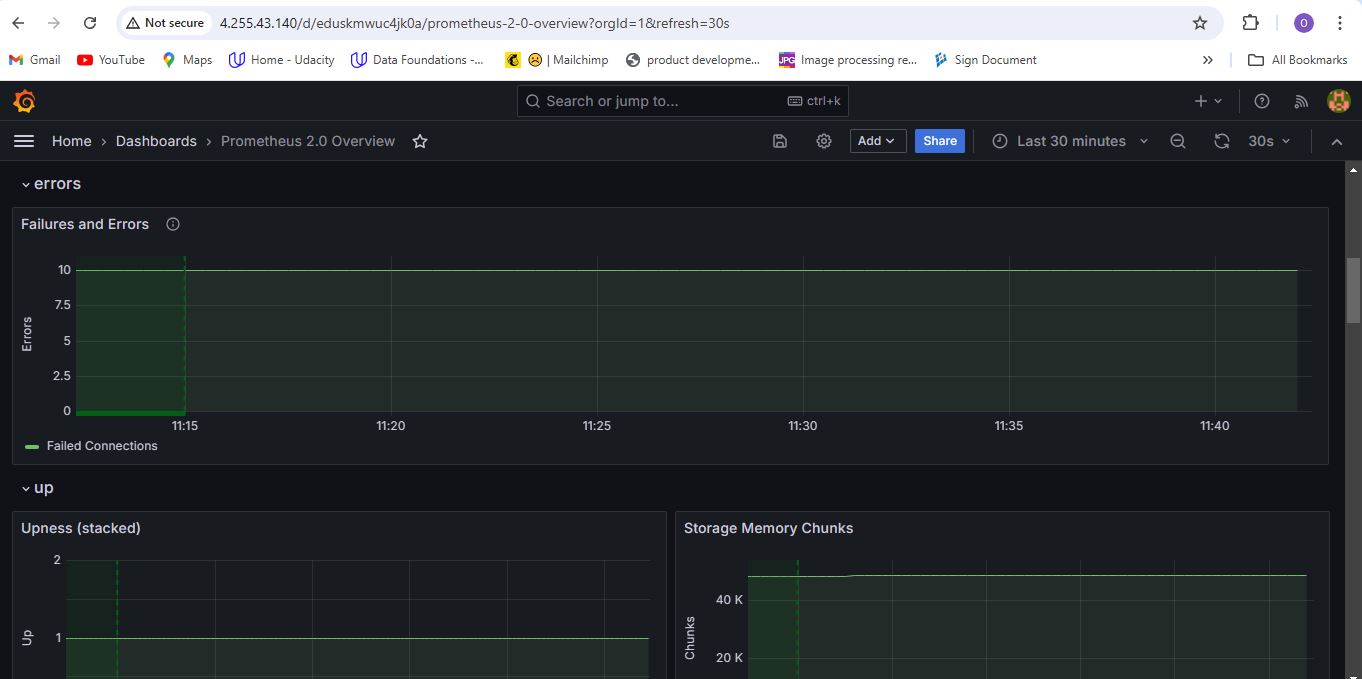 Not secure 4.255.43.140/d/eduskmwuc4jk0a/prometheus-2-0-overview?orgId=1&refresh=30s O
Gmail YouTube Maps Home - Udacity Data Foundations -... | Mailchimp product developme... JPG Image processing re... Sign Document » All Bookmarks
Search or jump to... ctrl+k
Home › Dashboards › Prometheus 2.0 Overview Add Share Last 30 minutes 30s
errors
Failures and Errors
10
7.5
5
2.5
0
Errors
11:15 11:20 11:25 11:30 11:35 11:40
Failed Connections
up
Upness (stacked) Storage Memory Chunks
2
1
Up
40 K
20 K
Chunks